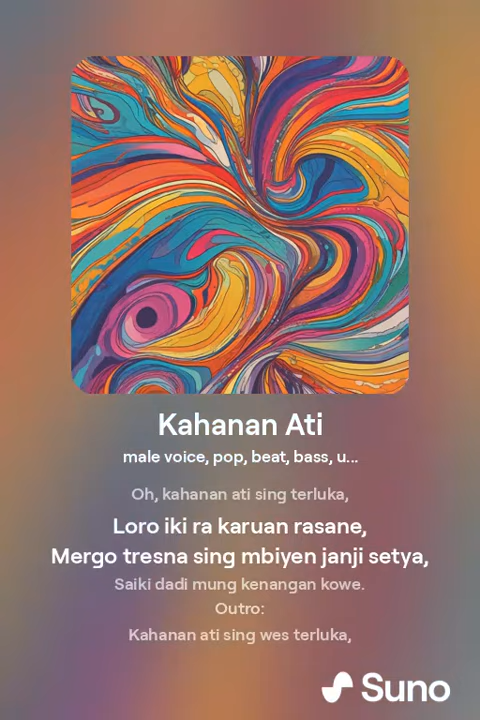 Kahanan Ati
male voice, pop, beat, bass, u...
Oh, kahanan ati sing terluka,
Loro iki ra karuan rasane,
Mergo tresna sing mbiyen janji setya,
Saiki dadi mung kenangan kowe.
Outro:
Kahanan ati sing wes terluka,
Suno